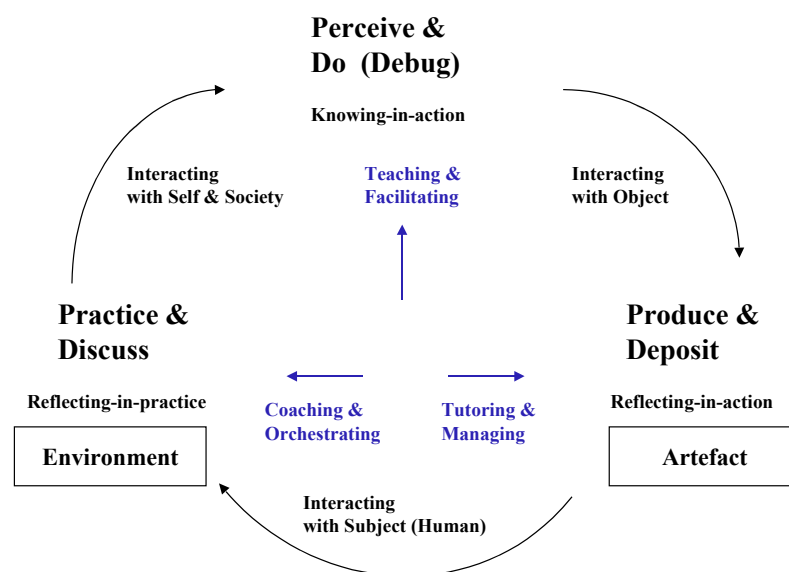 Perceive &
Do (Debug)
Knowing-in-action
Interacting
with Self & Society
Teaching &
Facilitating
Interacting
with Object
Practice &
Discuss
Produce &
Deposit
Reflecting-in-practice
Coaching &
Orchestrating
Tutoring &
Managing
Reflecting-in-action
Environment
Artefact
Interacting
with Subject (Human)